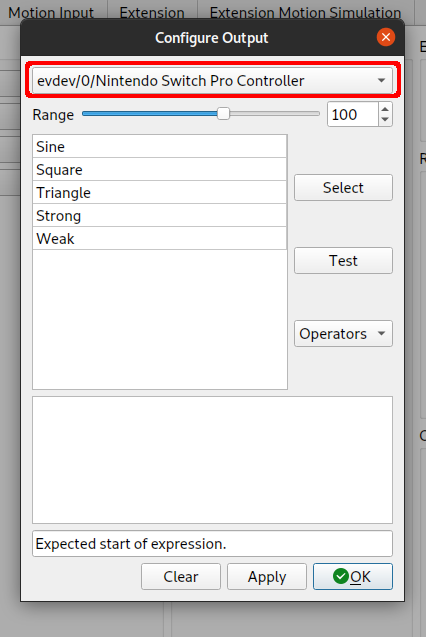 Motion Input Extension Extension Motion Simulation
Configure Output
evdev/0/Nintendo Switch Pro Controller
Range 100
Sine
Square
Triangle
Strong
Weak
Select
Test
Operators
Expected start of expression.
Clear Apply OK